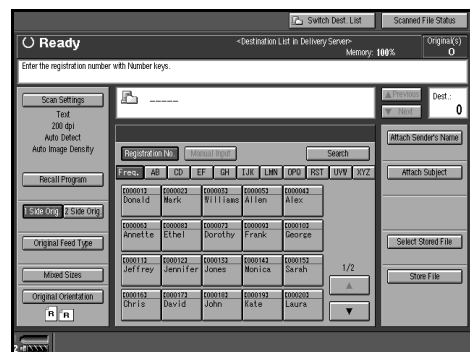 Switch Dest. List
Scanned File Status
Ready
<Destination List in Delivery Server>
Memory: 100%
Original(s)
0
Enter the registration number with Number keys.
Scan Settings
Text
200 dpi
Auto Detect
Auto Image Density
Recall Program
1 Side Orig. 2 Side Orig.
Original Feed Type
Mixed Sizes
Original Orientation
R R
-----
▲ Previous
▼ Next
Dest.:
0
Registration No. Manual Input Search
Freq. AB CD EF GH IJK LMN OPQ RST UVW XYZ
[00001] [00002] [00003] [00005] [00004]
Donald Mark Williams Allen Alex
[00006] [00008] [00007] [00009] [00010]
Annette Ethel Dorothy Frank George
[00011] [00012] [00013] [00014] [00015]
Jeffrey Jennifer Jones Monica Sarah
[00016] [00017] [00018] [00019] [00020]
Chris David John Kate Laura
1/2
▲
▼
Attach Sender's Name
Attach Subject
Select Stored File
Store File